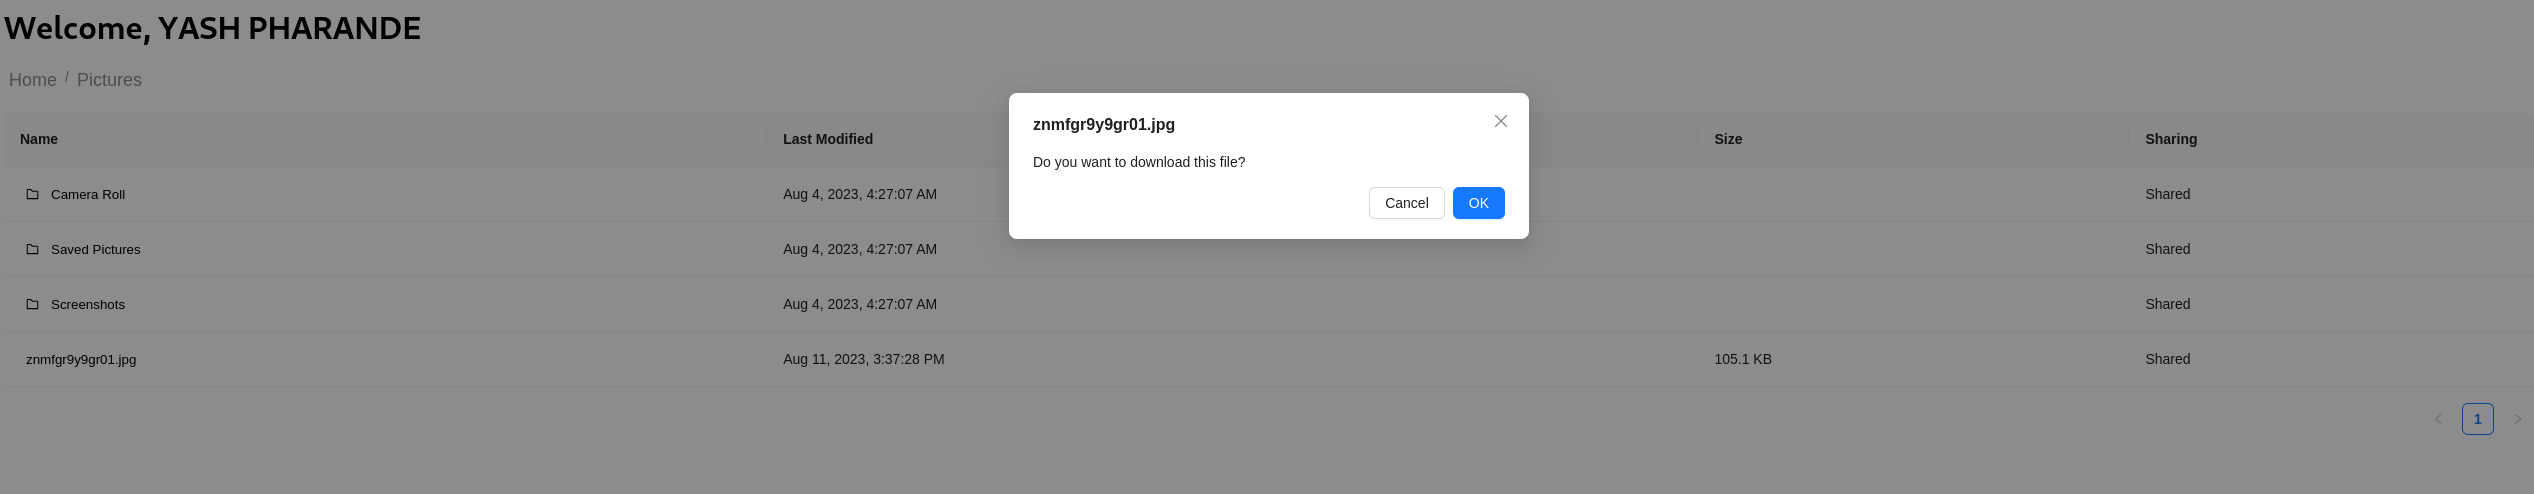 Welcome, YASH PHARANDE
Home / Pictures
znmfgr9y9gr01.jpg
Do you want to download this file?
Cancel OK
Name Last Modified Size Sharing
Camera Roll Aug 4, 2023, 4:27:07 AM Shared
Saved Pictures Aug 4, 2023, 4:27:07 AM Shared
Screenshots Aug 4, 2023, 4:27:07 AM Shared
znmfgr9y9gr01.jpg Aug 11, 2023, 3:37:28 PM 105.1 KB Shared
< 1 >